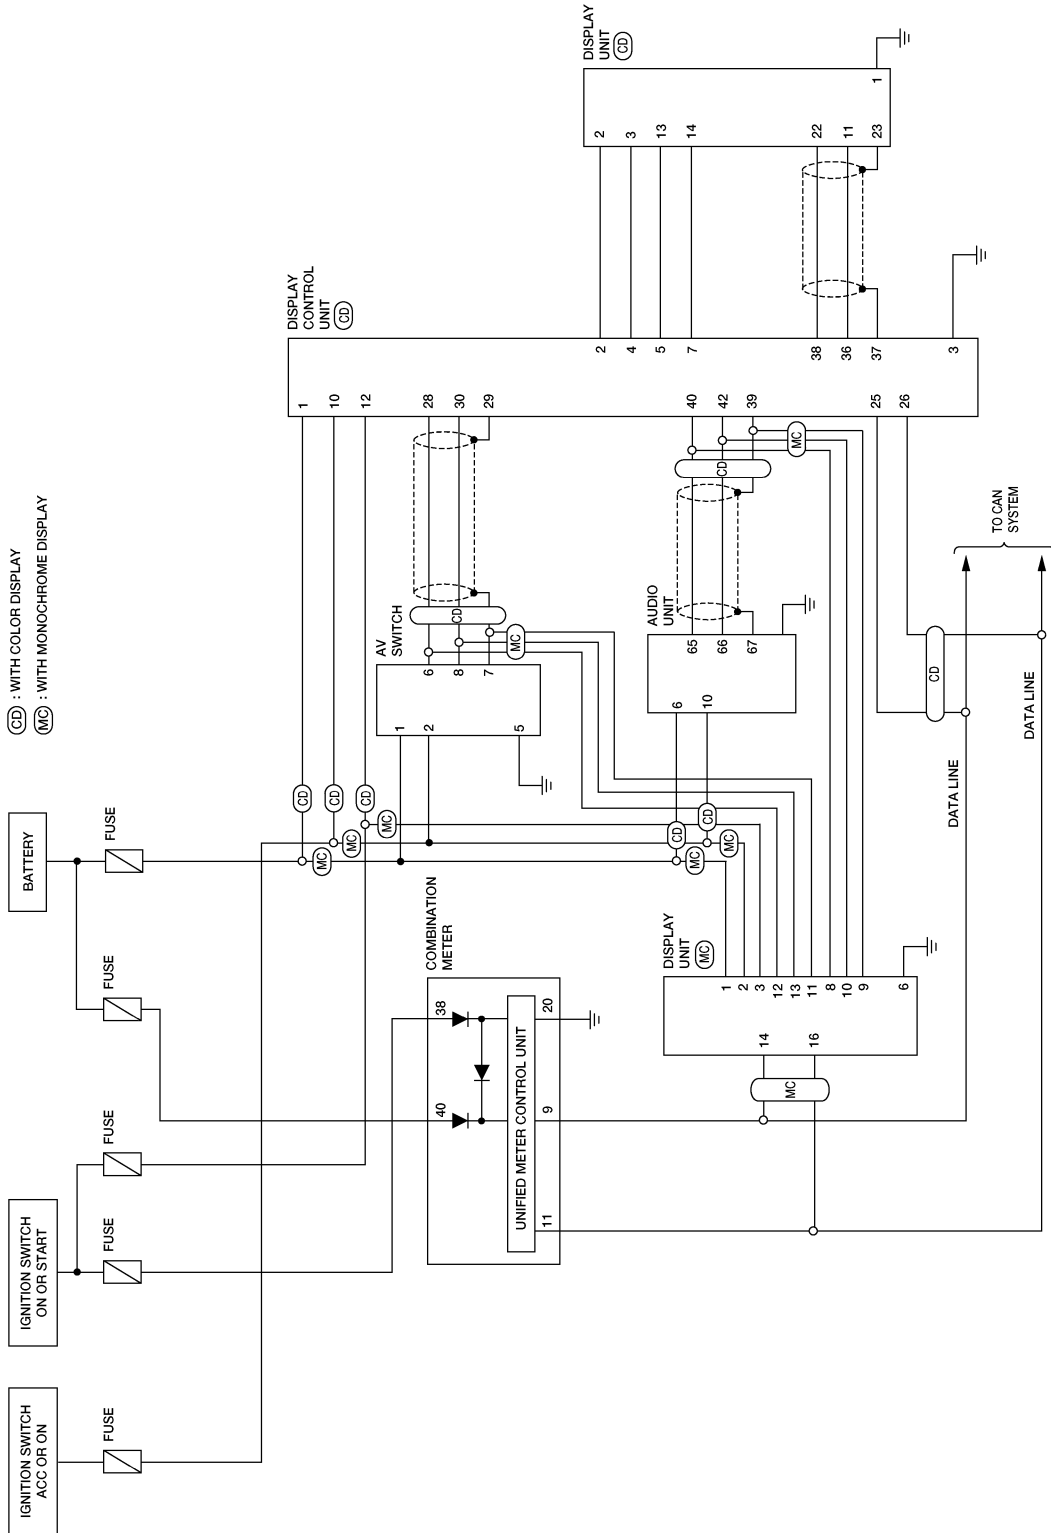 CD : WITH COLOR DISPLAY
MC : WITH MONOCHROME DISPLAY
IGNITION SWITCH
ACC OR ON
FUSE
IGNITION SWITCH
ON OR START
FUSE
FUSE
BATTERY
FUSE
FUSE
CD
CD
CD
MC
MC
MC
COMBINATION
METER
40
38
UNIFIED METER CONTROL UNIT
11
9
20
AV
SWITCH
1
2
5
6
8
7
CD
MC
DISPLAY
CONTROL
UNIT CD
1
10
12
28
30
29
40
42
39
25
26
2
4
5
7
38
36
37
3
DISPLAY
UNIT
CD
2
3
13
14
22
11
23
1
AUDIO
UNIT
6
10
65
66
67
CD
MC
CD
CD
MC
MC
DISPLAY
UNIT
MC
1
2
3
12
13
11
8
10
9
6
14
16
MC
CD
DATA LINE
DATA LINE
TO CAN
SYSTEM